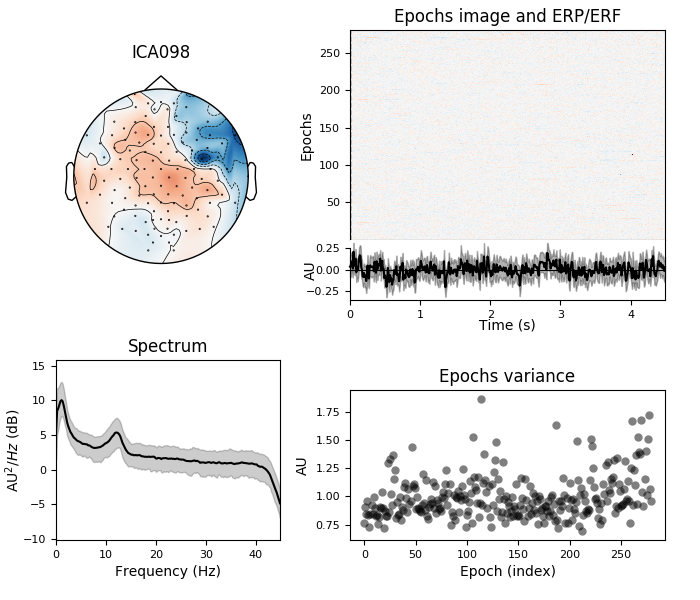 ICA098
Epochs image and ERP/ERF
Epochs
250
200
150
100
50
AU
0.25
0.00
−0.25
0 1 2 3 4
Time (s)
Spectrum
AU²/Hz (dB)
15
10
5
0
−5
−10
0 10 20 30 40
Frequency (Hz)
Epochs variance
AU
1.75
1.50
1.25
1.00
0.75
0 50 100 150 200 250
Epoch (index)